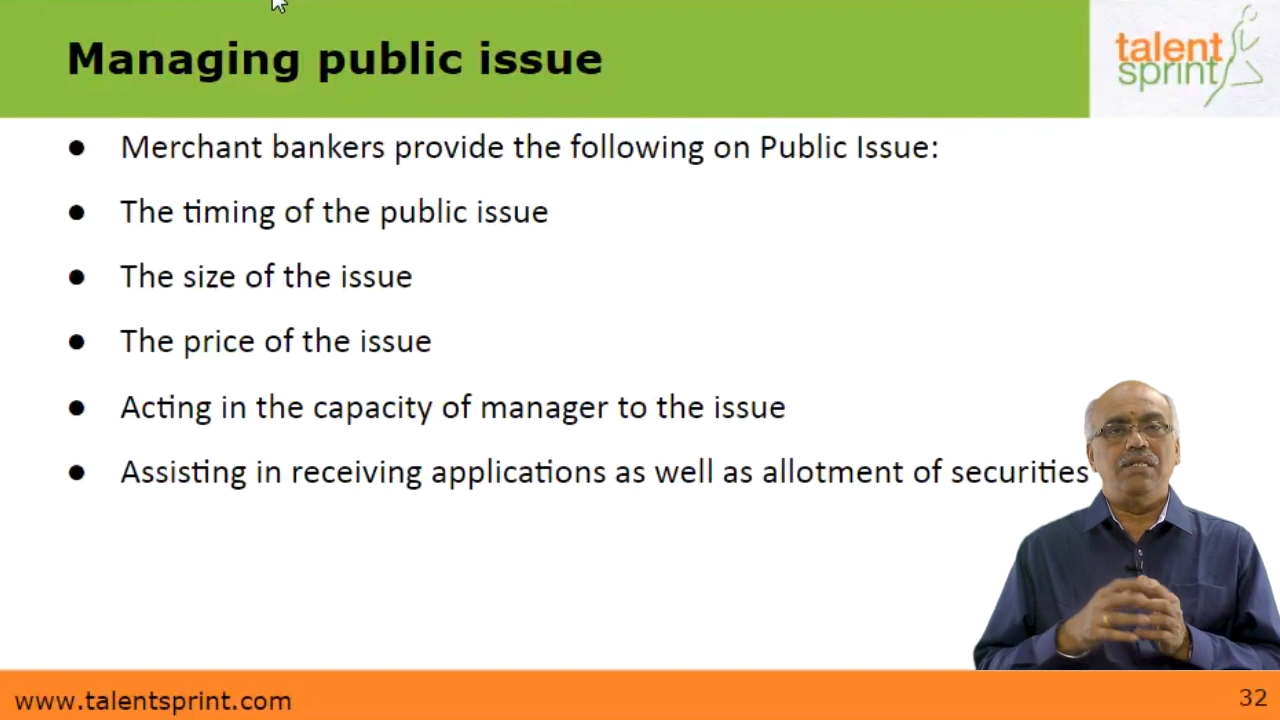 Managing public issue
talent
sprint
● Merchant bankers provide the following on Public Issue:
● The timing of the public issue
● The size of the issue
● The price of the issue
● Acting in the capacity of manager to the issue
● Assisting in receiving applications as well as allotment of securities
www.talentsprint.com
32